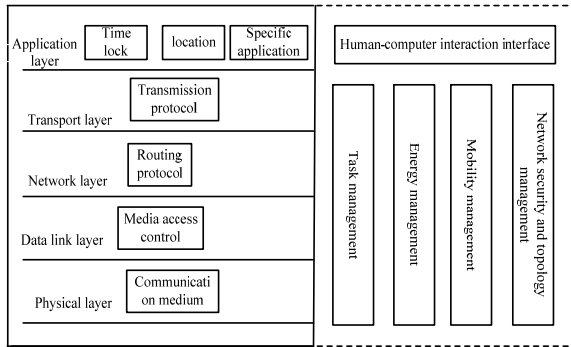 Application
layer
Time
lock
location
Specific
application
Transport layer
Transmission
protocol
Network layer
Routing
protocol
Data link layer
Media access
control
Physical layer
Communicati
on medium
Human-computer interaction interface
Task management
Energy management
Mobility management
Network security and topology
management